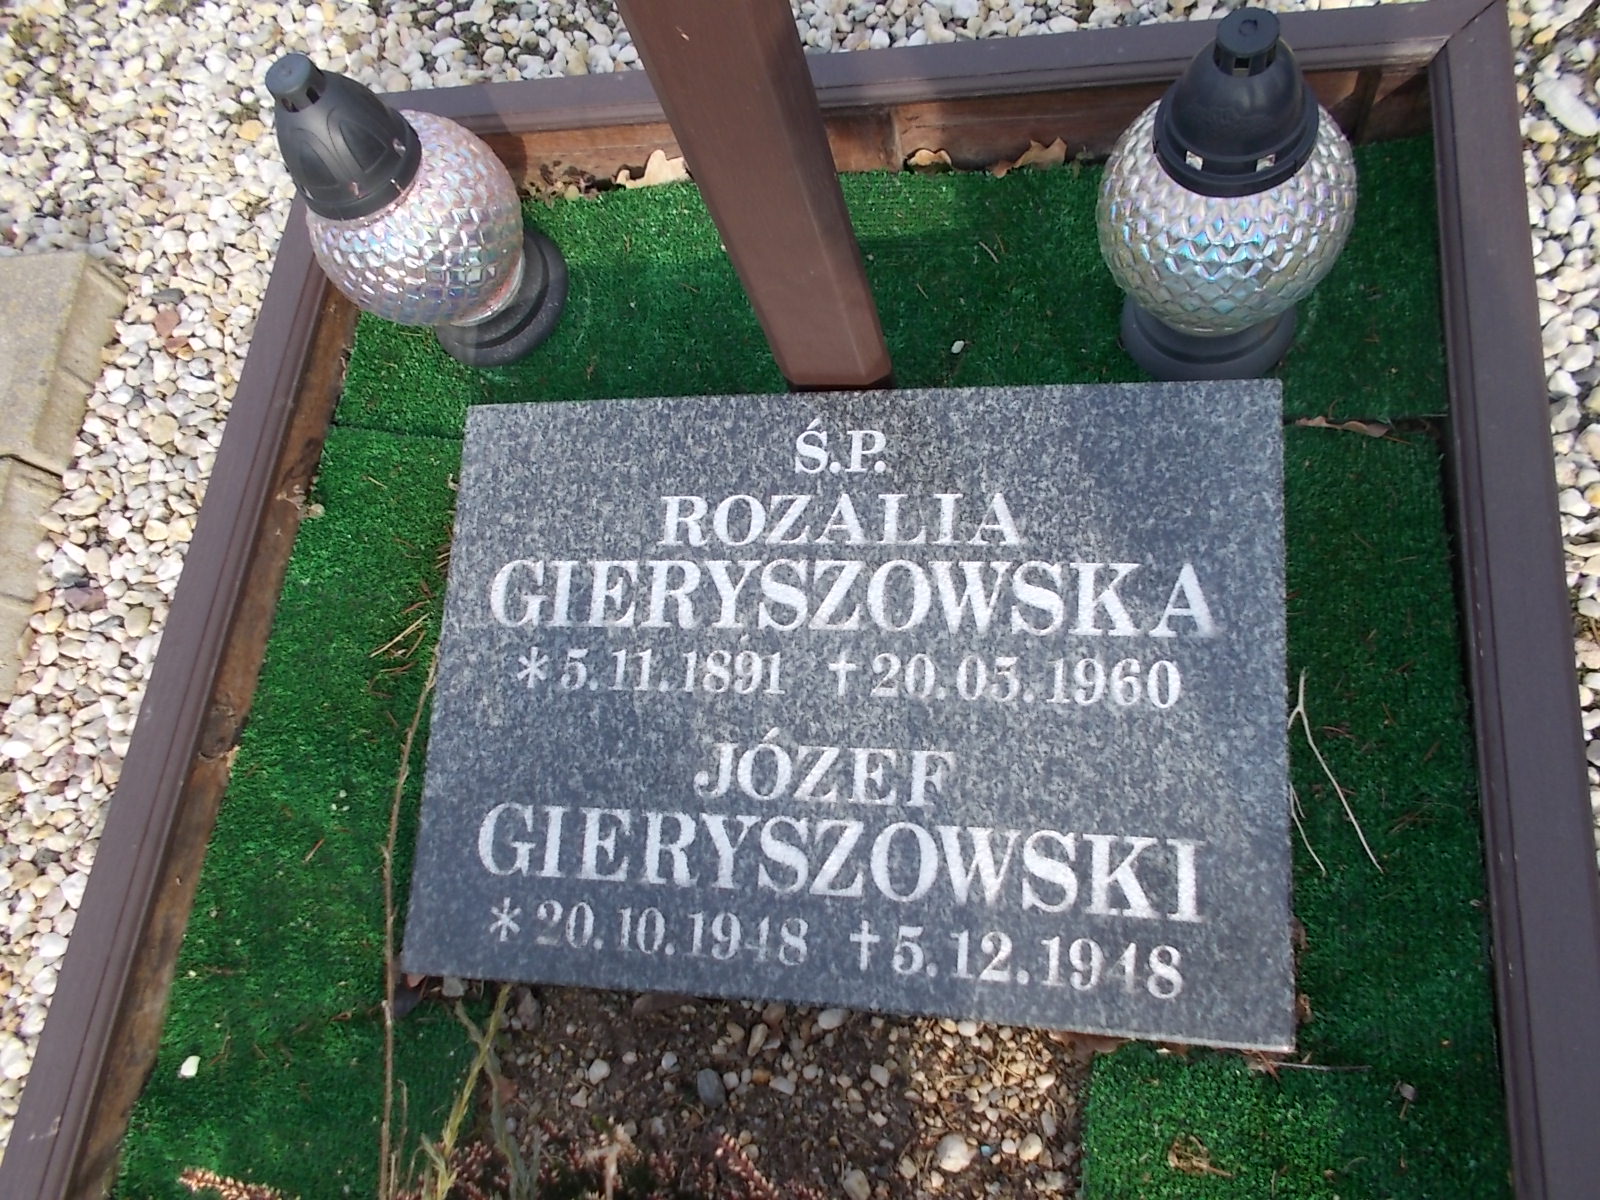 Ś.P.
ROZALIA
GIERYSZOWSKA
*5.11.1891 †20.03.1960
JÓZEF
GIERYSZOWSKI
*20.10.1948 †5.12.1948